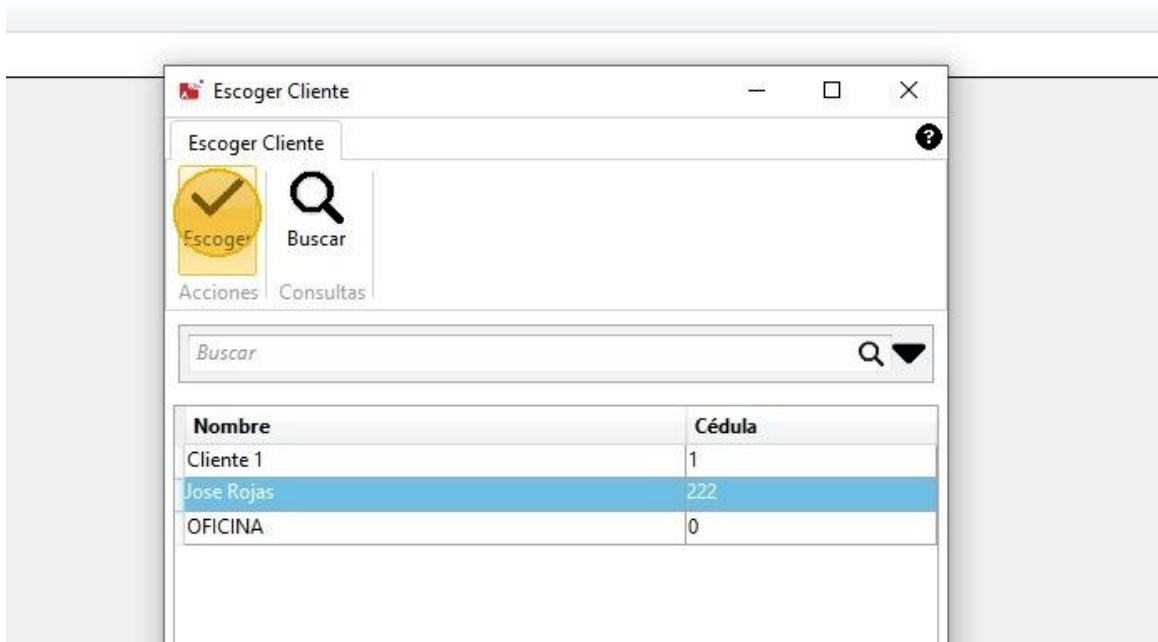 Escoger Cliente
Escoger Cliente
?
Escoger Buscar
Acciones Consultas
Buscar
Nombre Cédula
Cliente 1 1
Jose Rojas 222
OFICINA 0